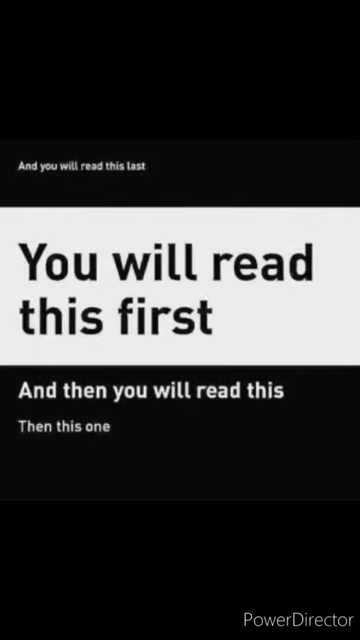 And you will read this last
You will read
this first
And then you will read this
Then this one
PowerDirector